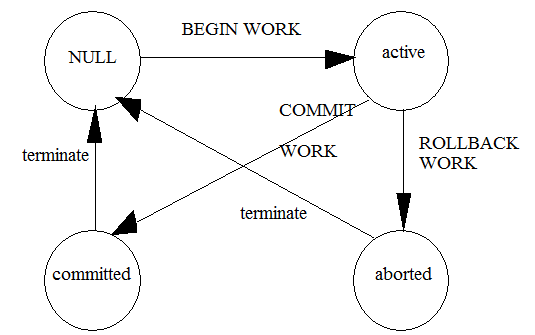 BEGIN WORK
NULL
active
COMMIT
WORK
ROLLBACK
WORK
terminate
terminate
committed
aborted